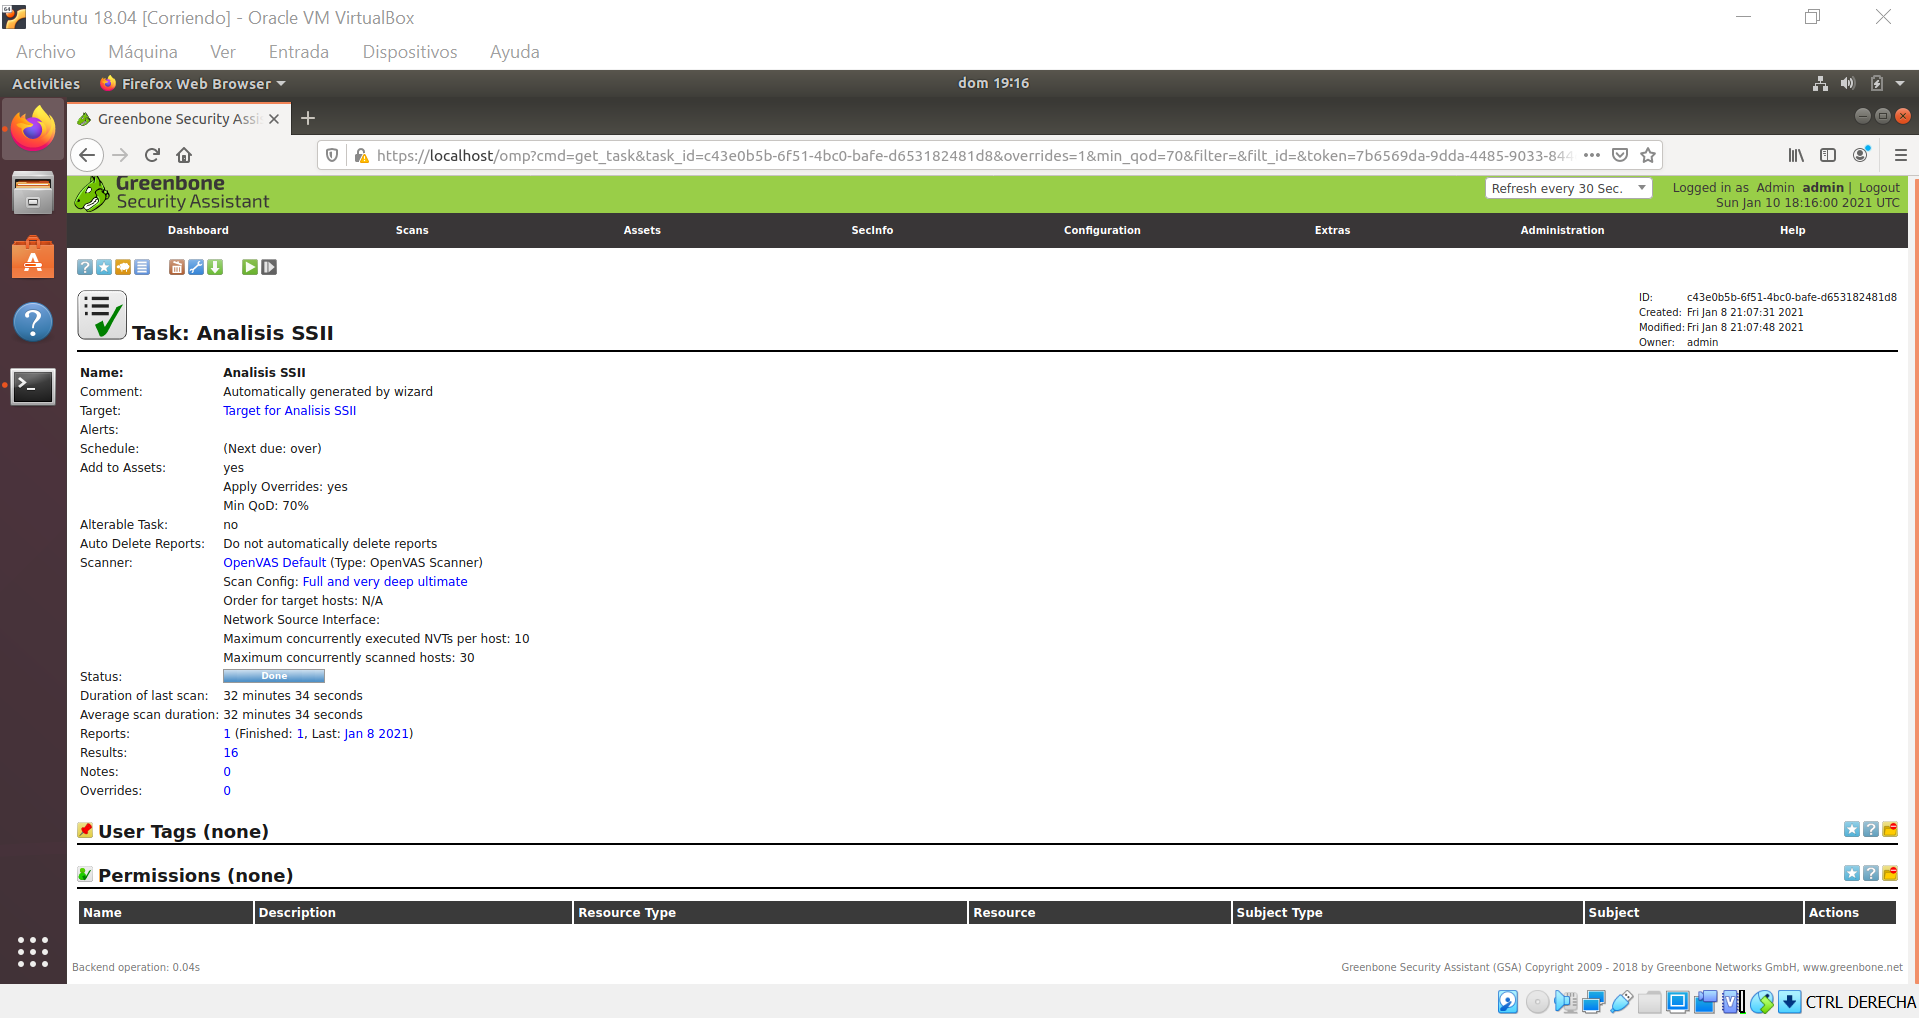 ubuntu 18.04 [Corriendo] - Oracle VM VirtualBox
Archivo Máquina Ver Entrada Dispositivos Ayuda
Activities Firefox Web Browser dom 19:16
Greenbone Security Assi
https://localhost/omp?cmd=get_task&task_id=c43e0b5b-6f51-4bc0-bafe-d653182481d8&overrides=1&min_qod=70&filter=&filt_id=&token=7b6569da-9dda-4485-9033-844
Greenbone
Security Assistant
Refresh every 30 Sec.
Logged in as Admin admin | Logout
Sun Jan 10 18:16:00 2021 UTC
Dashboard Scans Assets SecInfo Configuration Extras Administration Help
Task: Analisis SSII
ID: c43e0b5b-6f51-4bc0-bafe-d653182481d8
Created: Fri Jan 8 21:07:31 2021
Modified: Fri Jan 8 21:07:48 2021
Owner: admin
Name: Analisis SSII
Comment: Automatically generated by wizard
Target: Target for Analisis SSII
Alerts:
Schedule: (Next due: over)
Add to Assets: yes
Apply Overrides: yes
Min QoD: 70%
Alterable Task: no
Auto Delete Reports: Do not automatically delete reports
Scanner: OpenVAS Default (Type: OpenVAS Scanner)
Scan Config: Full and very deep ultimate
Order for target hosts: N/A
Network Source Interface:
Maximum concurrently executed NVTs per host: 10
Maximum concurrently scanned hosts: 30
Status: Done
Duration of last scan: 32 minutes 34 seconds
Average scan duration: 32 minutes 34 seconds
Reports: 1 (Finished: 1, Last: Jan 8 2021)
Results: 16
Notes: 0
Overrides: 0
User Tags (none)
Permissions (none)
Name Description Resource Type Resource Subject Type Subject Actions
Backend operation: 0.04s
Greenbone Security Assistant (GSA) Copyright 2009 - 2018 by Greenbone Networks GmbH, www.greenbone.net
CTRL DERECHA